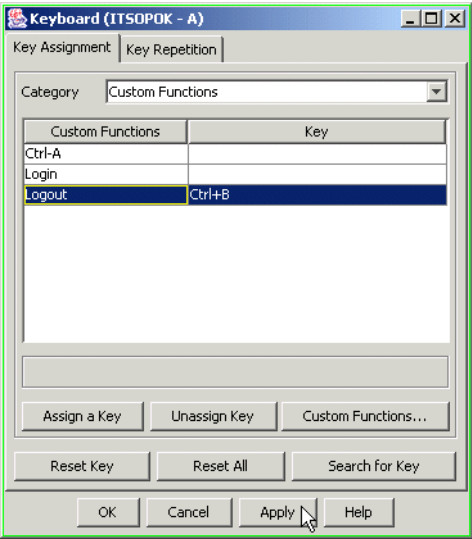 Keyboard (ITSOPOK - A)
Key Assignment Key Repetition
Category Custom Functions
Custom Functions Key
Ctrl-A
Login
Logout Ctrl+B
Assign a Key Unassign Key Custom Functions...
Reset Key Reset All Search for Key
OK Cancel Apply Help